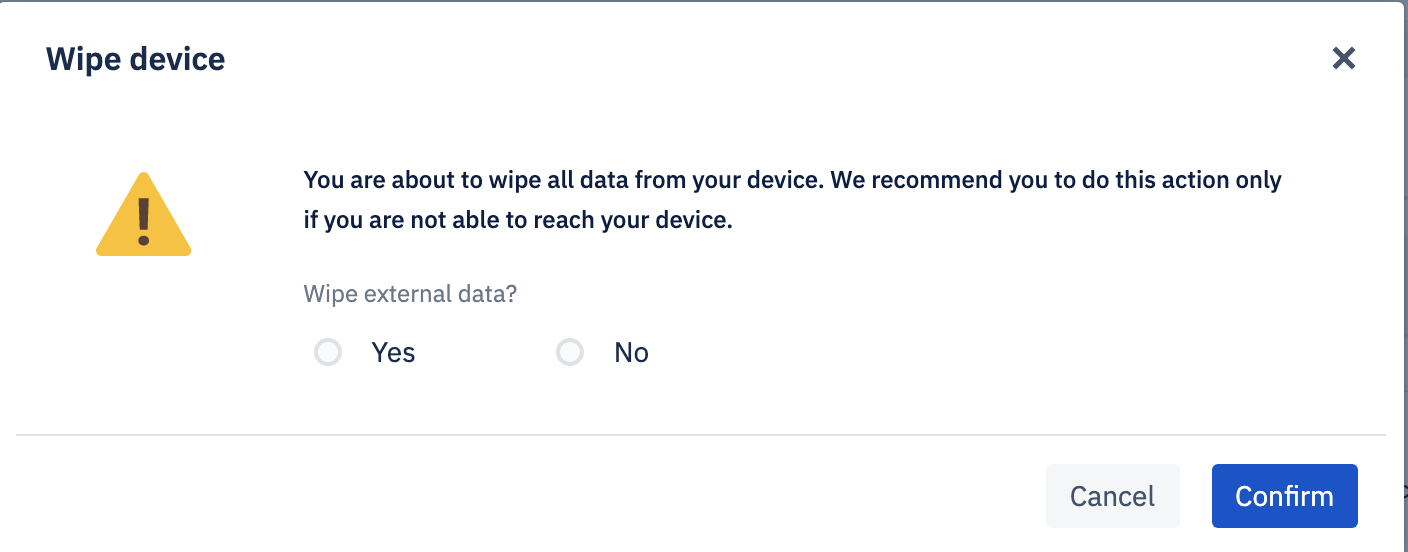 Wipe device
You are about to wipe all data from your device. We recommend you to do this action only
if you are not able to reach your device.
Wipe external data?
Yes No
Cancel Confirm